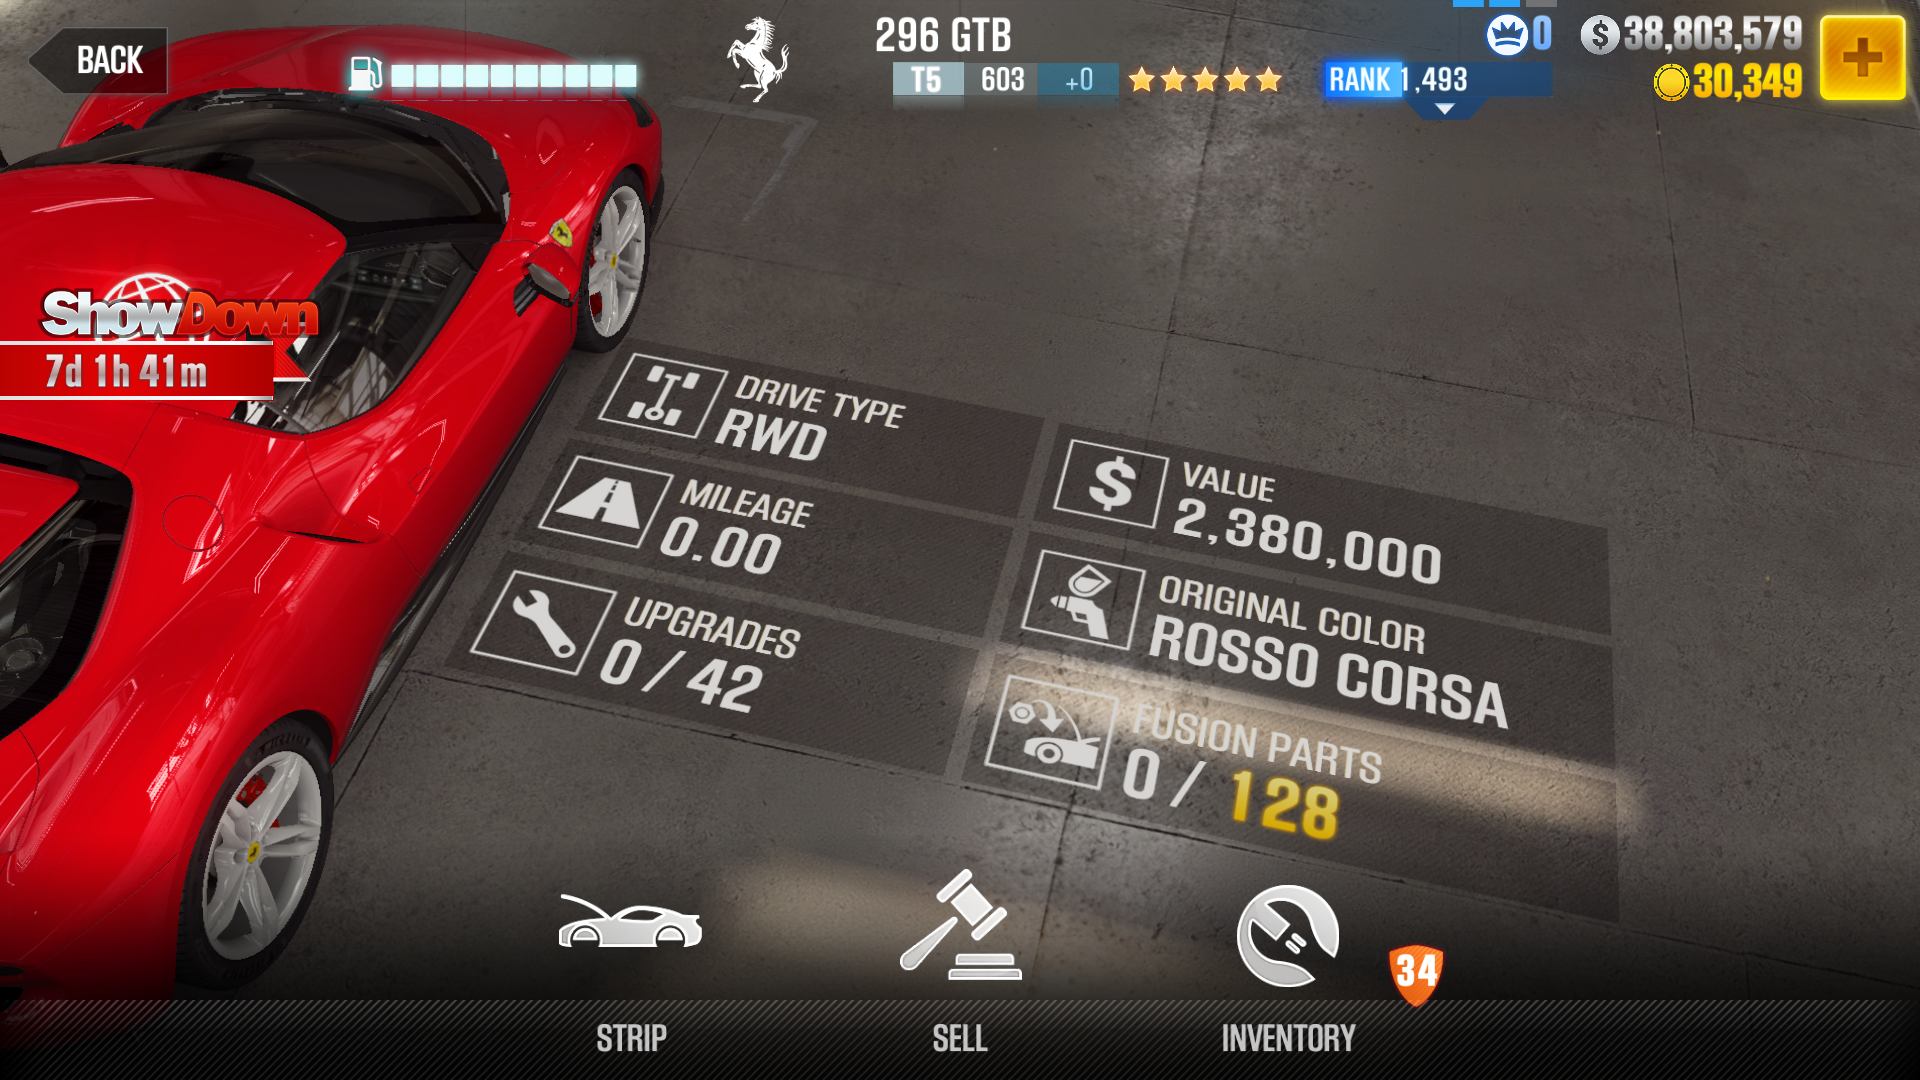 BACK
296 GTB
T5 603 +0
RANK 1,493
0
38,803,579
30,349
ShowDown
7d 1h 41m
DRIVE TYPE
RWD
MILEAGE
0.00
UPGRADES
0/42
VALUE
2,380,000
ORIGINAL COLOR
ROSSO CORSA
FUSION PARTS
0/ 128
STRIP
SELL
INVENTORY
34